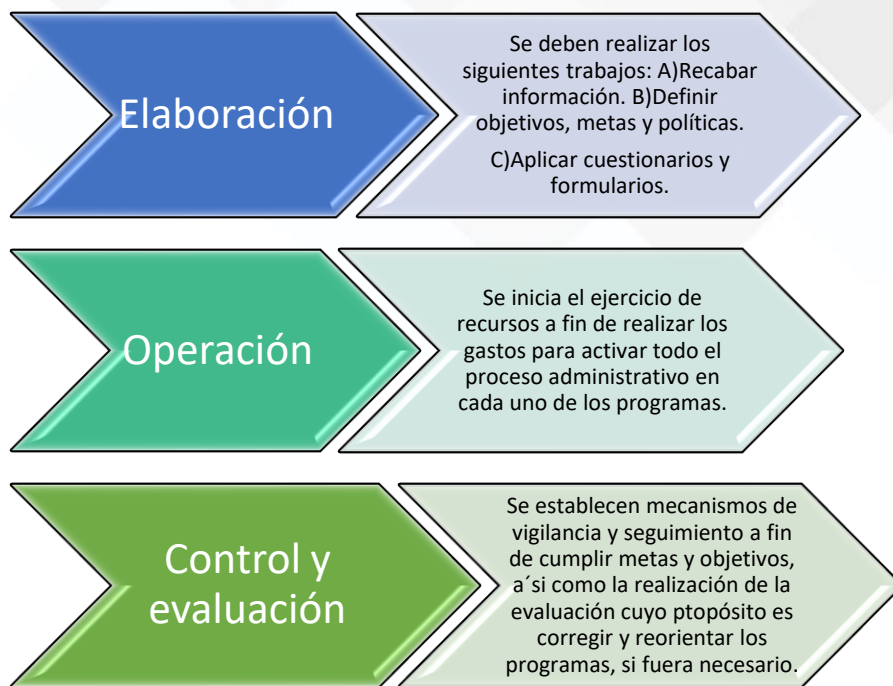 Elaboración
Se deben realizar los
siguientes trabajos: A)Recabar
información. B)Definir
objetivos, metas y políticas.
C)Aplicar cuestionarios y
formularios.
Operación
Se inicia el ejercicio de
recursos a fin de realizar los
gastos para activar todo el
proceso administrativo en
cada uno de los programas.
Control y
evaluación
Se establecen mecanismos de
vigilancia y seguimiento a fin
de cumplir metas y objetivos,
a´si como la realización de la
evaluación cuyo ptopósito es
corregir y reorientar los
programas, si fuera necesario.